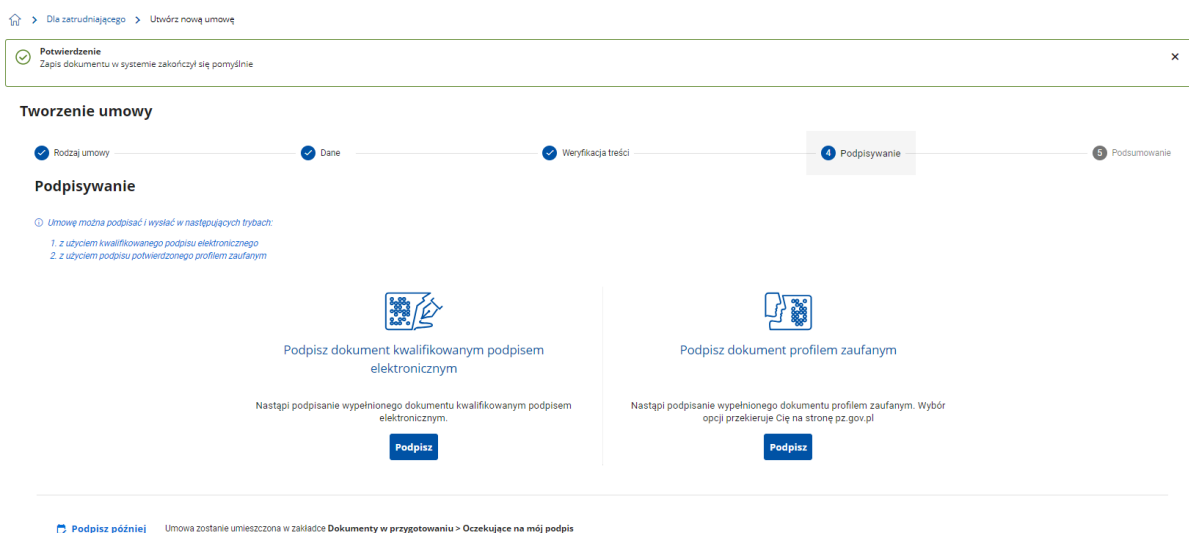 Dla zatrudniającego > Utwórz nową umowę
Potwierdzenie
Zapis dokumentu w systemie zakończył się pomyślnie
Tworzenie umowy
Rodzaj umowy
Dane
Weryfikacja treści
4 Podpisywanie
5 Podsumowanie
Podpisywanie
Umowę można podpisać i wysłać w następujących trybach:
1. z użyciem kwalifikowanego podpisu elektronicznego
2. z użyciem podpisu potwierdzonego profilem zaufanym
Podpisz dokument kwalifikowanym podpisem
elektronicznym
Nastąpi podpisanie wypełnionego dokumentu kwalifikowanym podpisem
elektronicznym.
Podpisz
Podpisz dokument profilem zaufanym
Nastąpi podpisanie wypełnionego dokumentu profilem zaufanym. Wybór
opcji przekieruje Cię na stronę pz.gov.pl
Podpisz
Podpisz później Umowa zostanie umieszczona w zakładce Dokumenty w przygotowaniu > Oczekujące na mój podpis